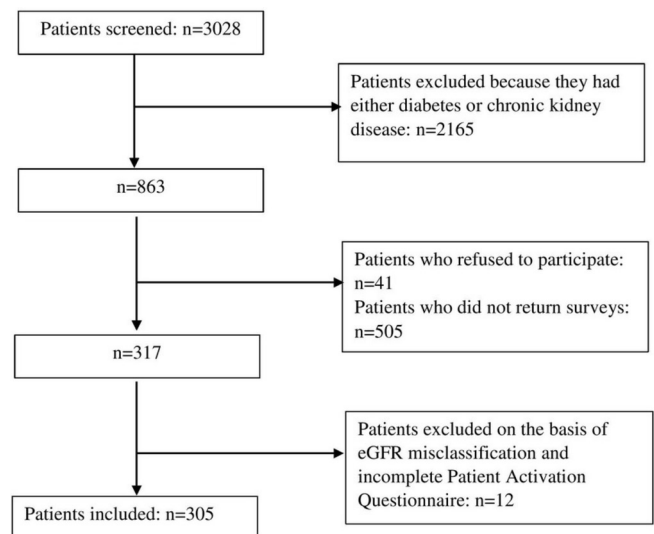 Patients screened: n=3028
Patients excluded because they had
either diabetes or chronic kidney
disease: n=2165
n=863
Patients who refused to participate:
n=41
Patients who did not return surveys:
n=505
n=317
Patients excluded on the basis of
eGFR misclassification and
incomplete Patient Activation
Questionnaire: n=12
Patients included: n=305